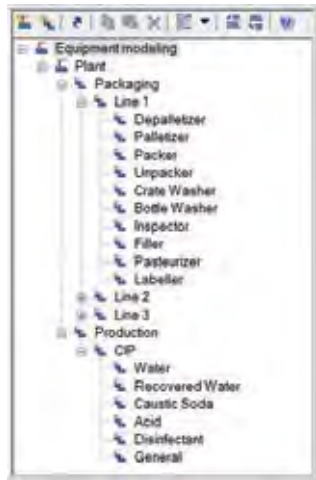 Equipment modeling
Plant
Packaging
Line 1
Depalletizer
Palletizer
Packer
Unpacker
Crate Washer
Bottle Washer
Inspector
Filler
Pasteurizer
Labeller
Line 2
Line 3
Production
CIP
Water
Recovered Water
Caustic Soda
Acid
Disinfectant
General